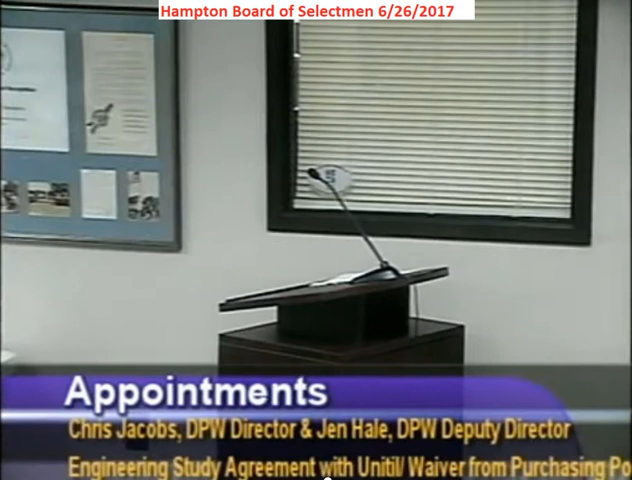 Hampton Board of Selectmen 6/26/2017
Appointments
Chris Jacobs, DPW Director & Jen Hale, DPW Deputy Director
Engineering Study Agreement with Unitil/ Waiver from Purchasing Po